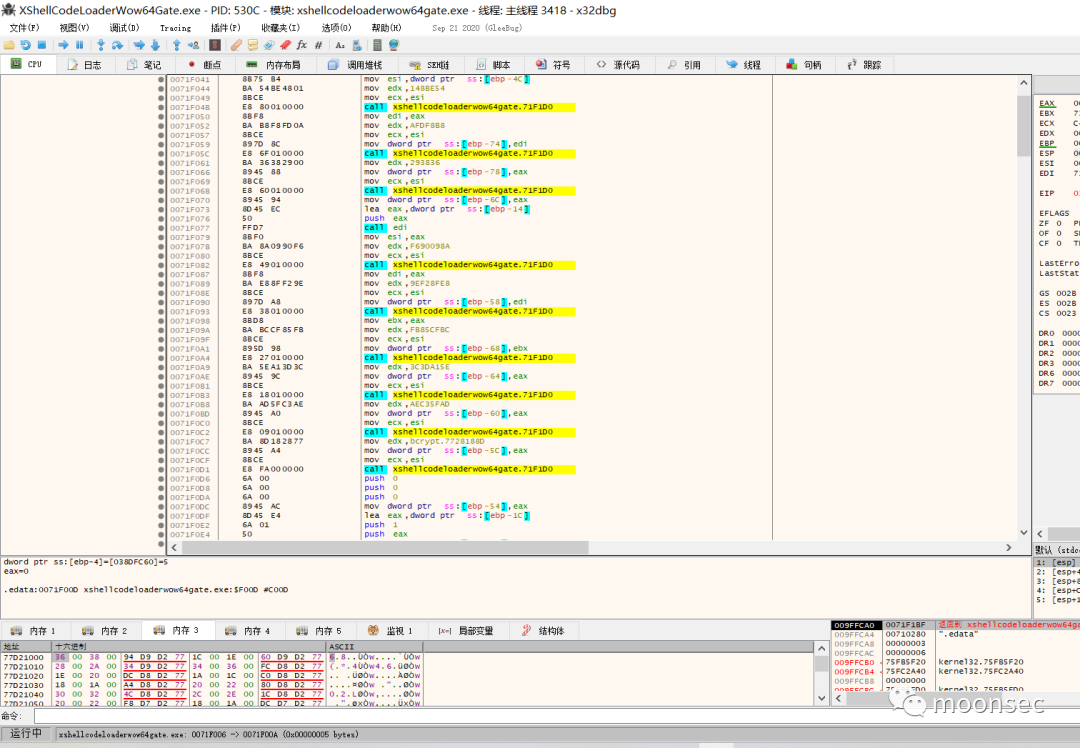 XShellCodeLoaderWow64Gate.exe - PID: 530C - 模块: xshellcodeloaderwow64gate.exe - 线程: 主线程 3418 - x32dbg
文件(F) 视图(V) 调试(D) Tracing 插件(P) 收藏夹(I) 选项(O) 帮助(H) Sep 21 2020 (GleeBug)
CPU 日志 笔记 断点 内存布局 调用堆栈 SEH链 脚本 符号 源代码 引用 线程 句柄 跟踪
0071F041 8B75 B4 mov esi,dword ptr ss:[ebp-4C]
0071F044 BA 54BE4801 mov edx,148BE54
0071F049 8BCE mov ecx,esi
0071F04B E8 80010000 call xshellcodeloaderwow64gate.71F1D0
0071F050 8BF8 mov edi,eax
0071F052 BA B8F8FD0A mov edx,AFDF8B8
0071F057 8BCE mov ecx,esi
0071F059 897D 8C mov dword ptr ss:[ebp-74],edi
0071F05C E8 6F010000 call xshellcodeloaderwow64gate.71F1D0
0071F061 BA 36382900 mov edx,293836
0071F066 8945 88 mov dword ptr ss:[ebp-78],eax
0071F069 8BCE mov ecx,esi
0071F06B E8 60010000 call xshellcodeloaderwow64gate.71F1D0
0071F070 8945 94 mov dword ptr ss:[ebp-6C],eax
0071F073 8D45 EC lea eax,dword ptr ss:[ebp-14]
0071F076 50 push eax
0071F077 FFD7 call edi
0071F079 8BF0 mov esi,eax
0071F07B BA 8A0990F6 mov edx,F690098A
0071F080 8BCE mov ecx,esi
0071F082 E8 49010000 call xshellcodeloaderwow64gate.71F1D0
0071F087 8BF8 mov edi,eax
0071F089 BA E88FF29E mov edx,9EF28FE8
0071F08E 8BCE mov ecx,esi
0071F090 897D A8 mov dword ptr ss:[ebp-58],edi
0071F093 E8 38010000 call xshellcodeloaderwow64gate.71F1D0
0071F098 8BD8 mov ebx,eax
0071F09A BA BCCF85FB mov edx,FB85CFBC
0071F09F 8BCE mov ecx,esi
0071F0A1 895D 98 mov dword ptr ss:[ebp-68],ebx
0071F0A4 E8 27010000 call xshellcodeloaderwow64gate.71F1D0
0071F0A9 BA 5EA13D3C mov edx,3C3DA15E
0071F0AE 8945 9C mov dword ptr ss:[ebp-64],eax
0071F0B1 8BCE mov ecx,esi
0071F0B3 E8 18010000 call xshellcodeloaderwow64gate.71F1D0
0071F0B8 BA AD5FC3AE mov edx,AEC35FAD
0071F0BD 8945 A0 mov dword ptr ss:[ebp-60],eax
0071F0C0 8BCE mov ecx,esi
0071F0C2 E8 09010000 call xshellcodeloaderwow64gate.71F1D0
0071F0C7 BA 8D182877 mov edx,bcrypt.7728188D
0071F0CC 8945 A4 mov dword ptr ss:[ebp-5C],eax
0071F0CF 8BCE mov ecx,esi
0071F0D1 E8 FA000000 call xshellcodeloaderwow64gate.71F1D0
0071F0D6 6A 00 push 0
0071F0D8 6A 00 push 0
0071F0DA 6A 00 push 0
0071F0DC 8945 AC mov dword ptr ss:[ebp-54],eax
0071F0DF 8D45 E4 lea eax,dword ptr ss:[ebp-1C]
0071F0E2 6A 01 push 1
0071F0E4 50 push eax
EAX
EBX
ECX
EDX
EBP
ESP
ESI
EDI
EIP
EFLAGS
ZF 0
OF 0
CF 0
LastErro
LastStat
GS 002B
ES 002B
CS 0023
DR0
DR1
DR2
DR3
DR6
DR7
默认 (stdc
1: [esp]
2: [esp+4
3: [esp+8
4: [esp+C
5: [esp+1
dword ptr ss:[ebp-4]=[038DFC60]=5
eax=0
.edata:0071F00D xshellcodeloaderwow64gate.exe:$F00D #C00D
内存 1 内存 2 内存 3 内存 4 内存 5 监视 1 局部变量 结构体
地址 十六进制 ASCII
77D21000 36 00 38 00 94 D9 D2 77 1C 00 1E 00 60 D9 D2 77 6.8..ÙÒw....`ÙÒw
77D21010 28 00 2A 00 34 D9 D2 77 34 00 36 00 FC D8 D2 77 (.*.4ÙÒw4.6.üØÒw
77D21020 1E 00 20 00 DC D8 D2 77 1A 00 1C 00 C0 D8 D2 77 .. .ÜØÒw....ÀØÒw
77D21030 18 00 1A 00 A4 D8 D2 77 20 00 22 00 80 D8 D2 77 ....¤ØÒw ."..ØÒw
77D21040 30 00 32 00 4C D8 D2 77 2C 00 2E 00 1C D8 D2 77 0.2.LØÒw,....ØÒw
77D21050 20 00 22 00 F8 D7 D2 77 18 00 1A 00 DC D7 D2 77 .".ø×Òw....Ü×Òw
009FFCA0 0071F1BF 返回到 xshellcodeloaderwow64gate
009FFCA4 00710280 ".edata"
009FFCA8 00000003
009FFCAC 00000006
009FFCB0 75FB5F20 kernel32.75FB5F20
009FFCB4 75FC2A40 kernel32.75FC2A40
009FFCB8 00000000
kernel32.75FB5FD0
命令:
运行中 xshellcodeloaderwow64gate.exe: 0071F006 -> 0071F00A (0x00000005 bytes)
moonsec